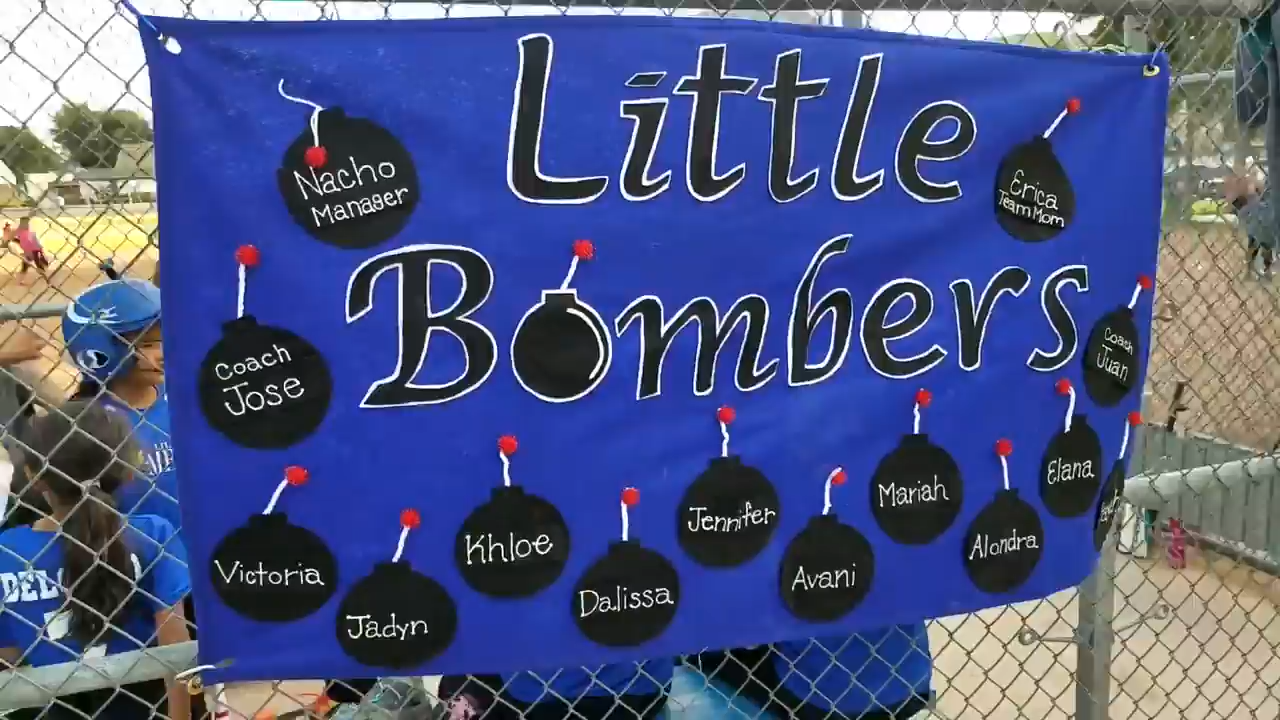 Little
Bombers
Nacho
Manager
Erica
Team Mom
Coach
Jose
Coach
Juan
Victoria
Jadyn
Khloe
Dalissa
Jennifer
Avani
Mariah
Alondra
Elana